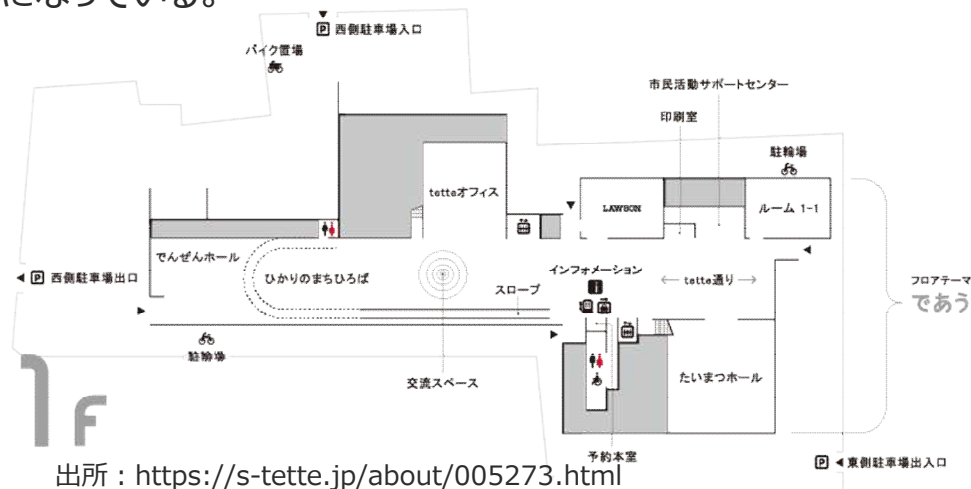 になっている。
P 西側駐車場入口
バイク置場
市民活動サポートセンター
印刷室
駐輪場
tetteオフィス
LAWSON
ルーム 1-1
でんぜんホール
P 西側駐車場出口
ひかりのまちひろば
インフォメーション
tette通り
スロープ
フロアテーマ
であう
駐輪場
交流スペース
たいまつホール
1F
予約本室
P 東側駐車場出入口
出所：https://s-tette.jp/about/005273.html